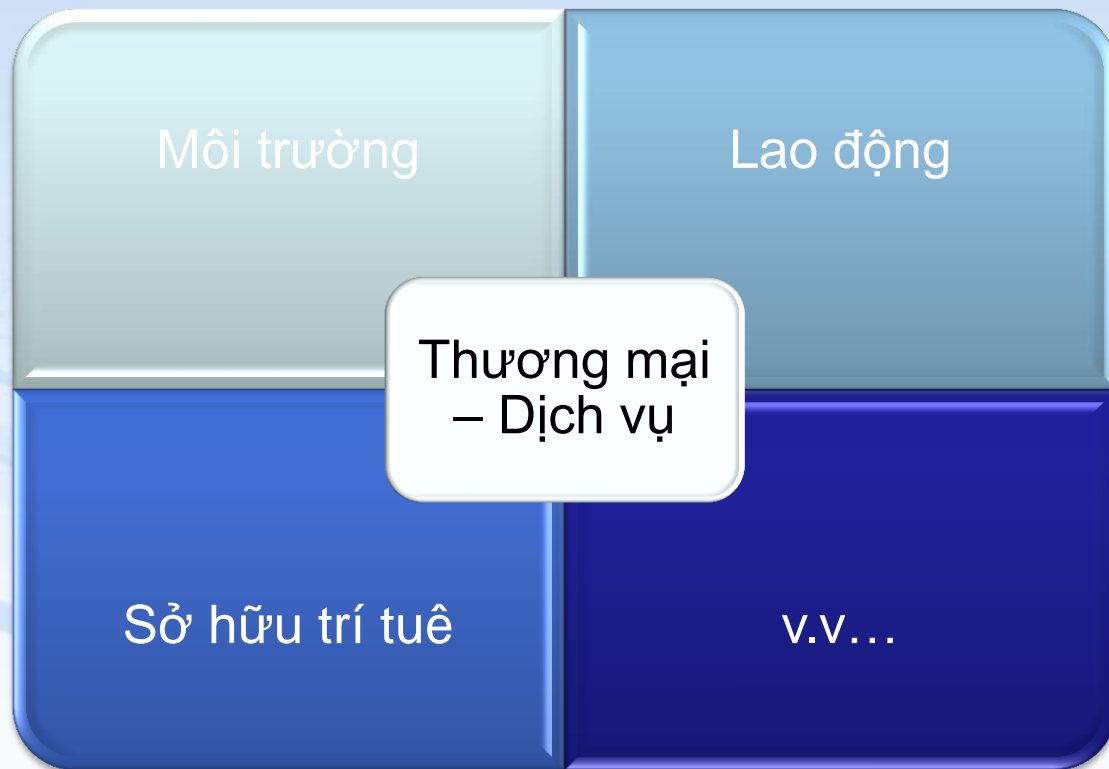 Môi trường
Lao động
Thương mại
– Dịch vụ
Sở hữu trí tuê
v.v…